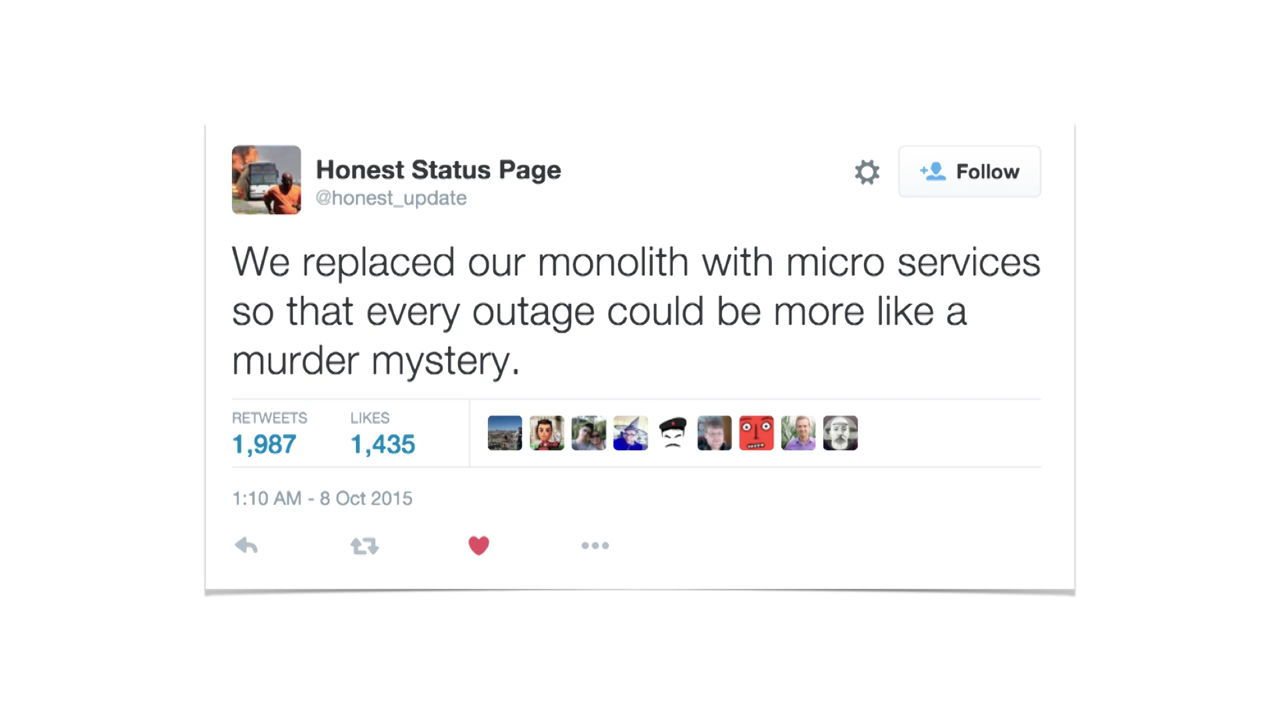 Honest Status Page
@honest_update
Follow
We replaced our monolith with micro services
so that every outage could be more like a
murder mystery.
RETWEETS LIKES
1,987 1,435
1:10 AM - 8 Oct 2015